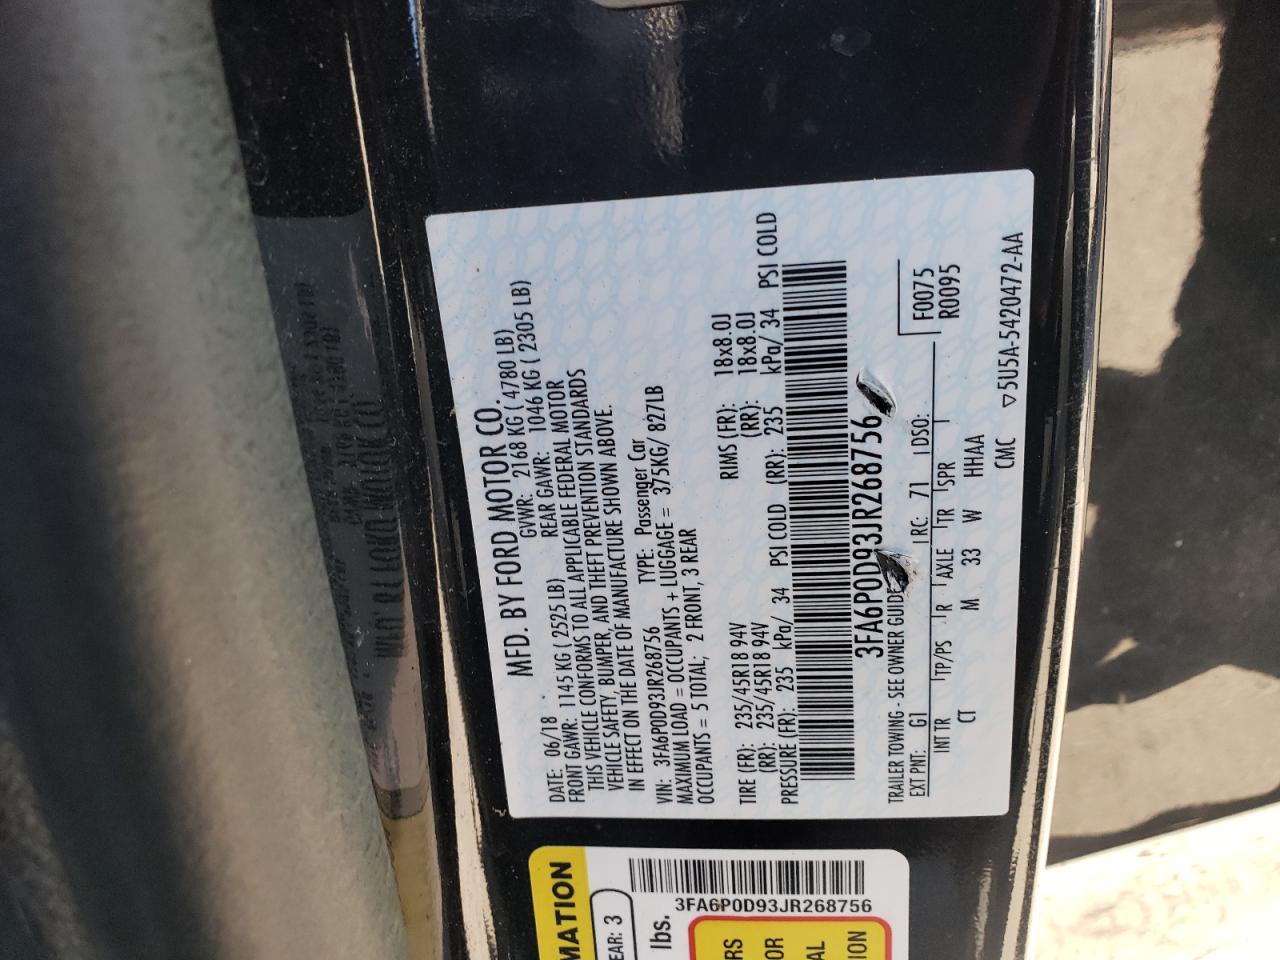 MFD. BY FORD MOTOR CO.
DATE: 06/18 GVWR: 2168 KG ( 4780 LB)
FRONT GAWR: 1145 KG ( 2525 LB) REAR GAWR: 1046 KG ( 2305 LB)
THIS VEHICLE CONFORMS TO ALL APPLICABLE FEDERAL MOTOR
VEHICLE SAFETY, BUMPER, AND THEFT PREVENTION STANDARDS
IN EFFECT ON THE DATE OF MANUFACTURE SHOWN ABOVE.
VIN: 3FA6P0D93JR268756 TYPE: Passenger Car
MAXIMUM LOAD = OCCUPANTS + LUGGAGE = 375KG/ 827LB
OCCUPANTS = 5 TOTAL, 2 FRONT, 3 REAR
TIRE (FR): 235/45R18 94V RIMS (FR): 18x8.0J
(RR): 235/45R18 94V (RR): 18x8.0J
PRESSURE (FR): 235 kPa/ 34 PSI COLD (RR): 235 kPa/ 34 PSI COLD
3FA6P0D93JR268756
TRAILER TOWING - SEE OWNER GUIDE
EXT PNT: G1 RC: 71 DSO: F0075
R0095
INT TR TP/PS R AXLE TR SPR
CT M 33 W HHAA
CMC 5U5A-5420472-AA
MATION
EAR: 3
lbs.
3FA6P0D93JR268756
RS
OR
AL
ION